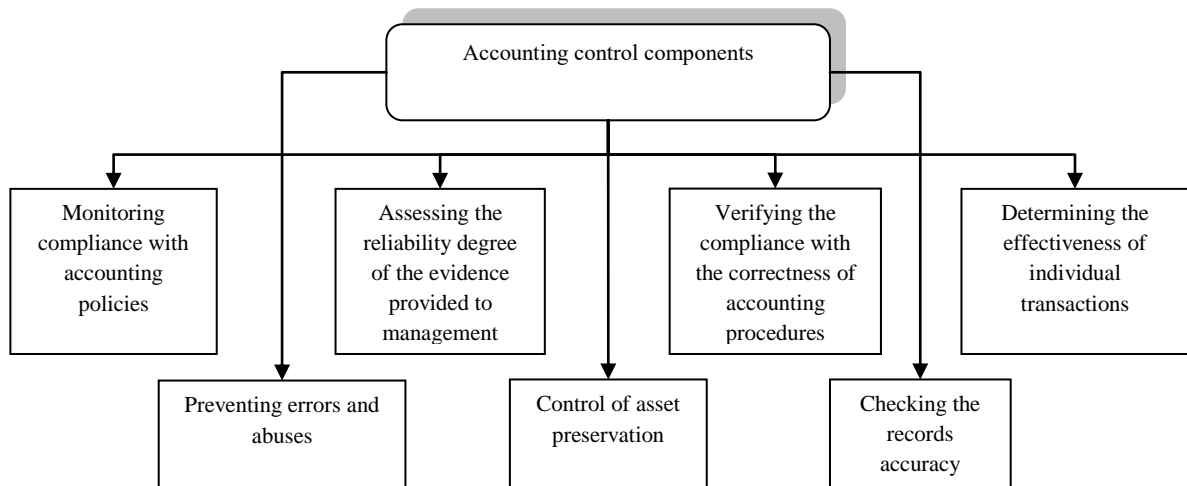 Accounting control components
Monitoring
compliance with
accounting
policies
Assessing the
reliability degree
of the evidence
provided to
management
Verifying the
compliance with
the correctness of
accounting
procedures
Determining the
effectiveness of
individual
transactions
Preventing errors and
abuses
Control of asset
preservation
Checking the
records
accuracy